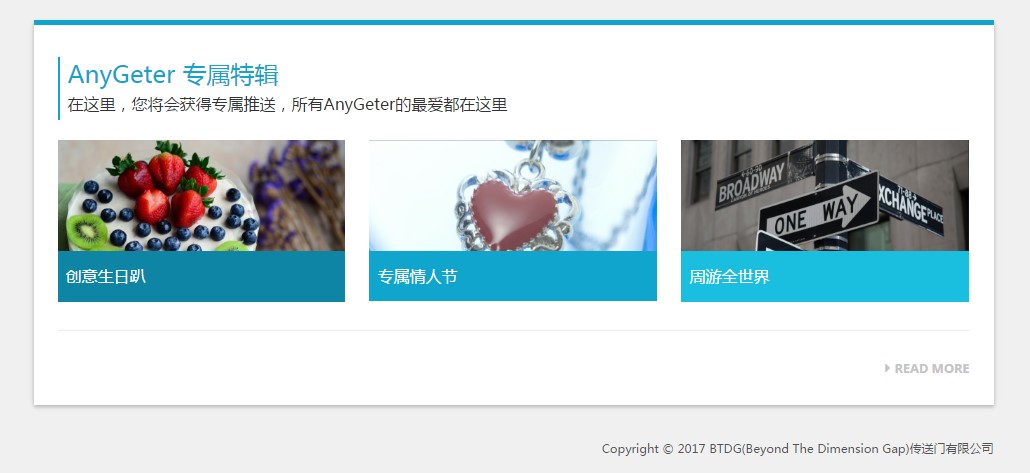 AnyGeter 专属特辑
在这里，您将会获得专属推送，所有AnyGeter的最爱都在这里
BROADWAY
ONE WAY
EXCHANGE PLACE
创意生日趴
专属情人节
周游全世界
READ MORE
Copyright © 2017 BTDG(Beyond The Dimension Gap)传送门有限公司